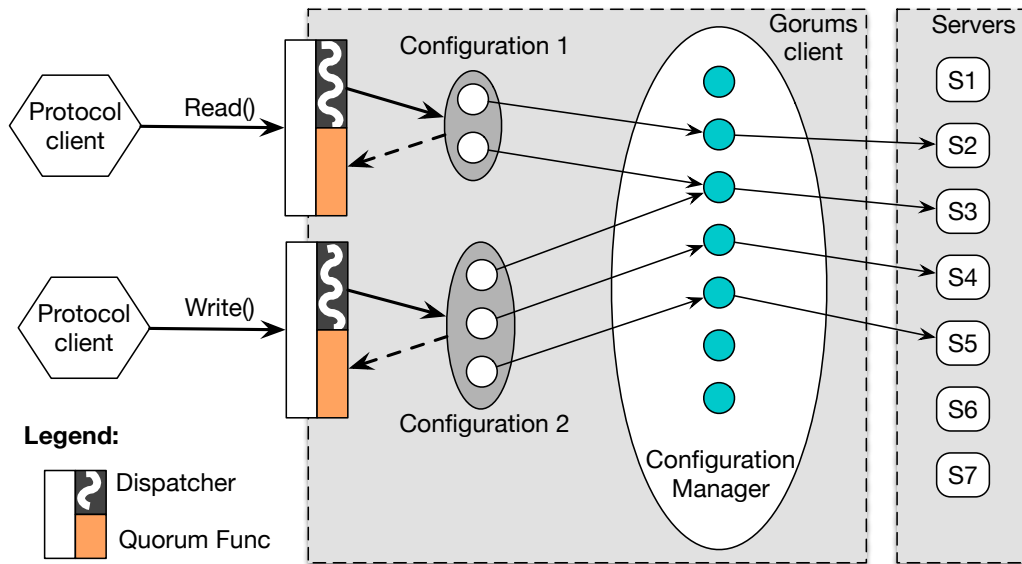 Gorums
client
Servers
Configuration 1
S1
Protocol
client
Read()
S2
S3
S4
Protocol
client
Write()
S5
Configuration 2
S6
Legend:
Configuration
Manager
S7
Dispatcher
Quorum Func